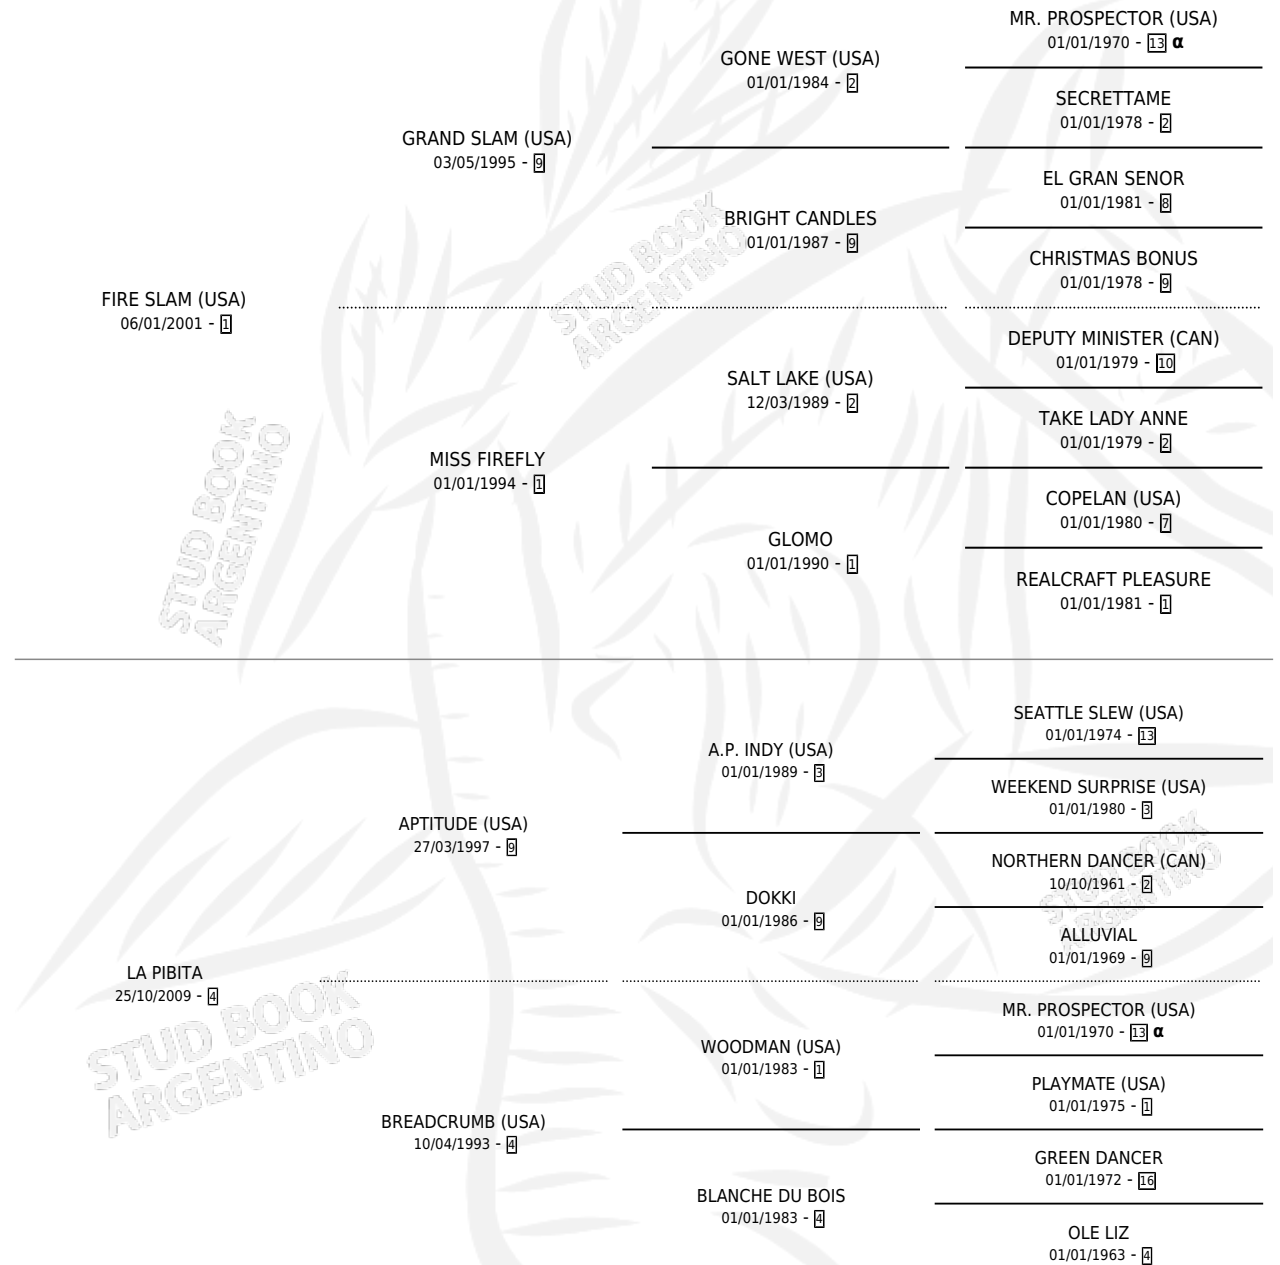 MR. PROSPECTOR (USA)
01/01/1970 - 13 α
GONE WEST (USA)
01/01/1984 - 2
SECRETTAME
01/01/1978 - 2
GRAND SLAM (USA)
03/05/1995 - 9
EL GRAN SENOR
01/01/1981 - 8
BRIGHT CANDLES
01/01/1987 - 9
CHRISTMAS BONUS
01/01/1978 - 9
STUD BOOK
ARGENTINO
FIRE SLAM (USA)
06/01/2001 - 1
DEPUTY MINISTER (CAN)
01/01/1979 - 10
SALT LAKE (USA)
12/03/1989 - 2
TAKE LADY ANNE
01/01/1979 - 2
MISS FIREFLY
01/01/1994 - 1
COPELAN (USA)
01/01/1980 - 7
GLOMO
01/01/1990 - 1
REALCRAFT PLEASURE
01/01/1981 - 1
STUD BOOK
ARGENTINO
SEATTLE SLEW (USA)
01/01/1974 - 13
A.P. INDY (USA)
01/01/1989 - 3
WEEKEND SURPRISE (USA)
01/01/1980 - 3
APTITUDE (USA)
27/03/1997 - 9
NORTHERN DANCER (CAN)
10/10/1961 - 2
DOKKI
01/01/1986 - 9
ALLUVIAL
01/01/1969 - 9
STUD BOOK
ARGENTINO
LA PIBITA
25/10/2009 - 4
MR. PROSPECTOR (USA)
01/01/1970 - 13 α
WOODMAN (USA)
01/01/1983 - 1
PLAYMATE (USA)
01/01/1975 - 1
BREADCRUMB (USA)
10/04/1993 - 4
GREEN DANCER
01/01/1972 - 16
BLANCHE DU BOIS
01/01/1983 - 4
OLE LIZ
01/01/1963 - 4
STUD BOOK
ARGENTINO